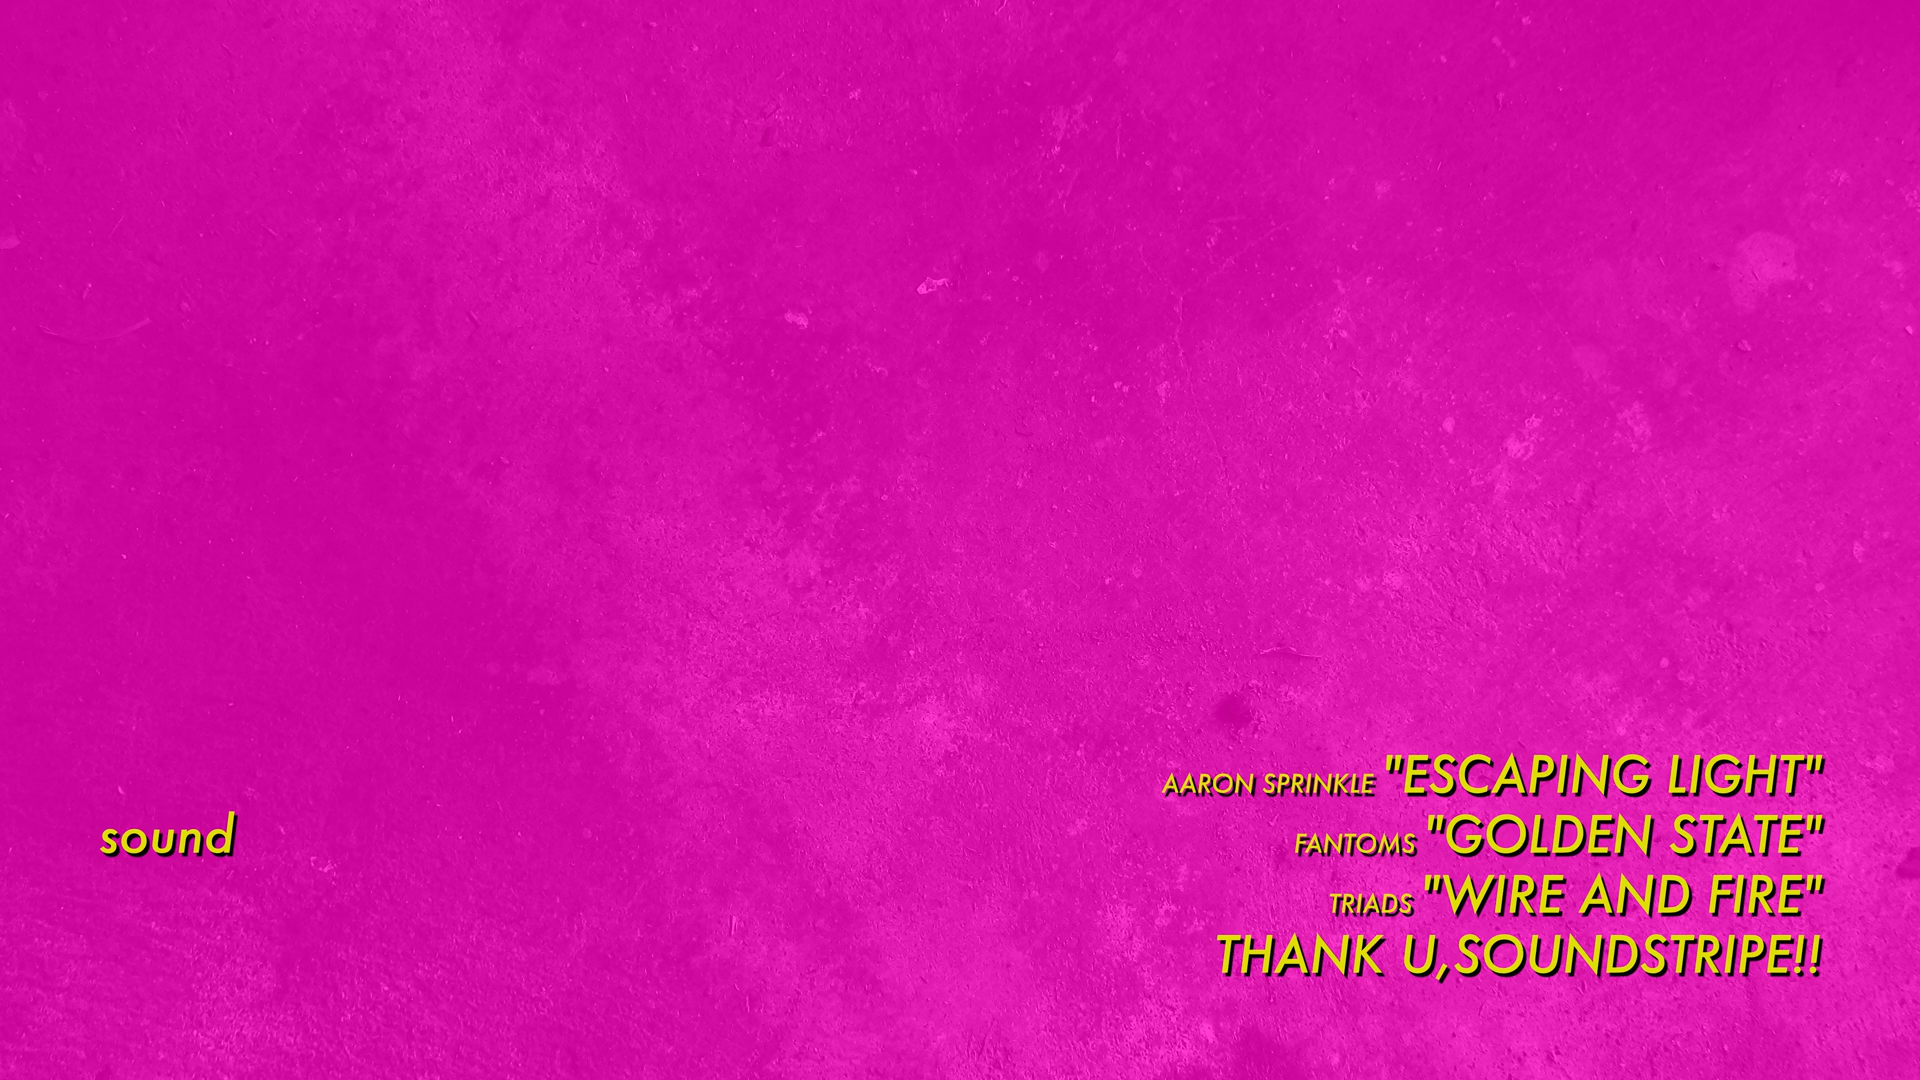 sound
AARON SPRINKLE "ESCAPING LIGHT"
FANTOMS "GOLDEN STATE"
TRIADS "WIRE AND FIRE"
THANK U,SOUNDSTRIPE!!